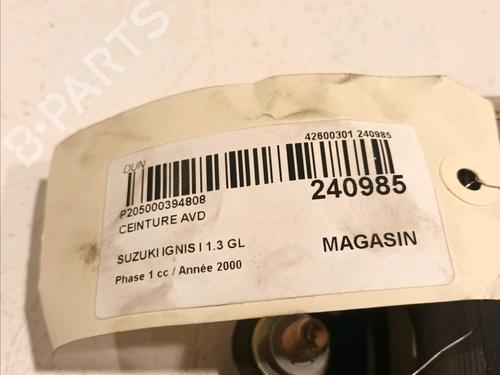 B-PARTS
DUN
42600301 240985
P205000394808
240985
CEINTURE AVD
SUZUKI IGNIS I 1.3 GL
MAGASIN
Phase 1 cc / Année 2000